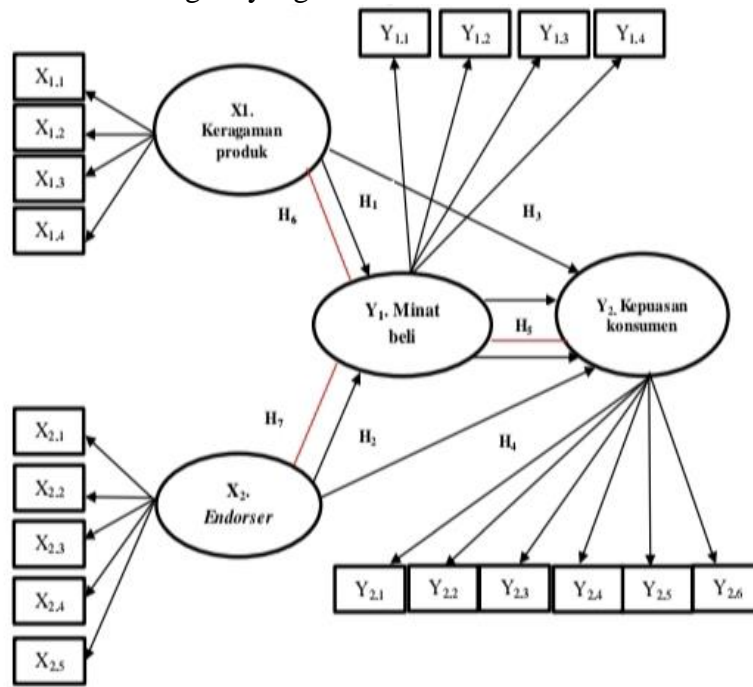 Y1.1
Y1.2
Y1.3
Y1.4
X1.1
X1.2
X1.3
X1.4
X1.
Keragaman
produk
H6
H1
H3
Y1. Minat
beli
H5
Y2. Kepuasan
konsumen
H7
H2
H4
X2.1
X2.2
X2.3
X2.4
X2.5
X2.
Endorser
Y2.1
Y2.2
Y2.3
Y2.4
Y2.5
Y2.6